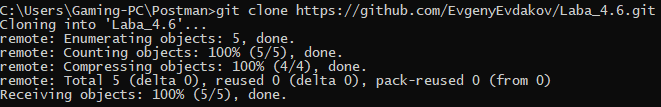 C:\Users\Gaming-PC\Postman>git clone https://github.com/EvgenyEvdakov/Laba_4.6.git
Cloning into 'Laba_4.6'...
remote: Enumerating objects: 5, done.
remote: Counting objects: 100% (5/5), done.
remote: Compressing objects: 100% (4/4), done.
remote: Total 5 (delta 0), reused 0 (delta 0), pack-reused 0 (from 0)
Receiving objects: 100% (5/5), done.